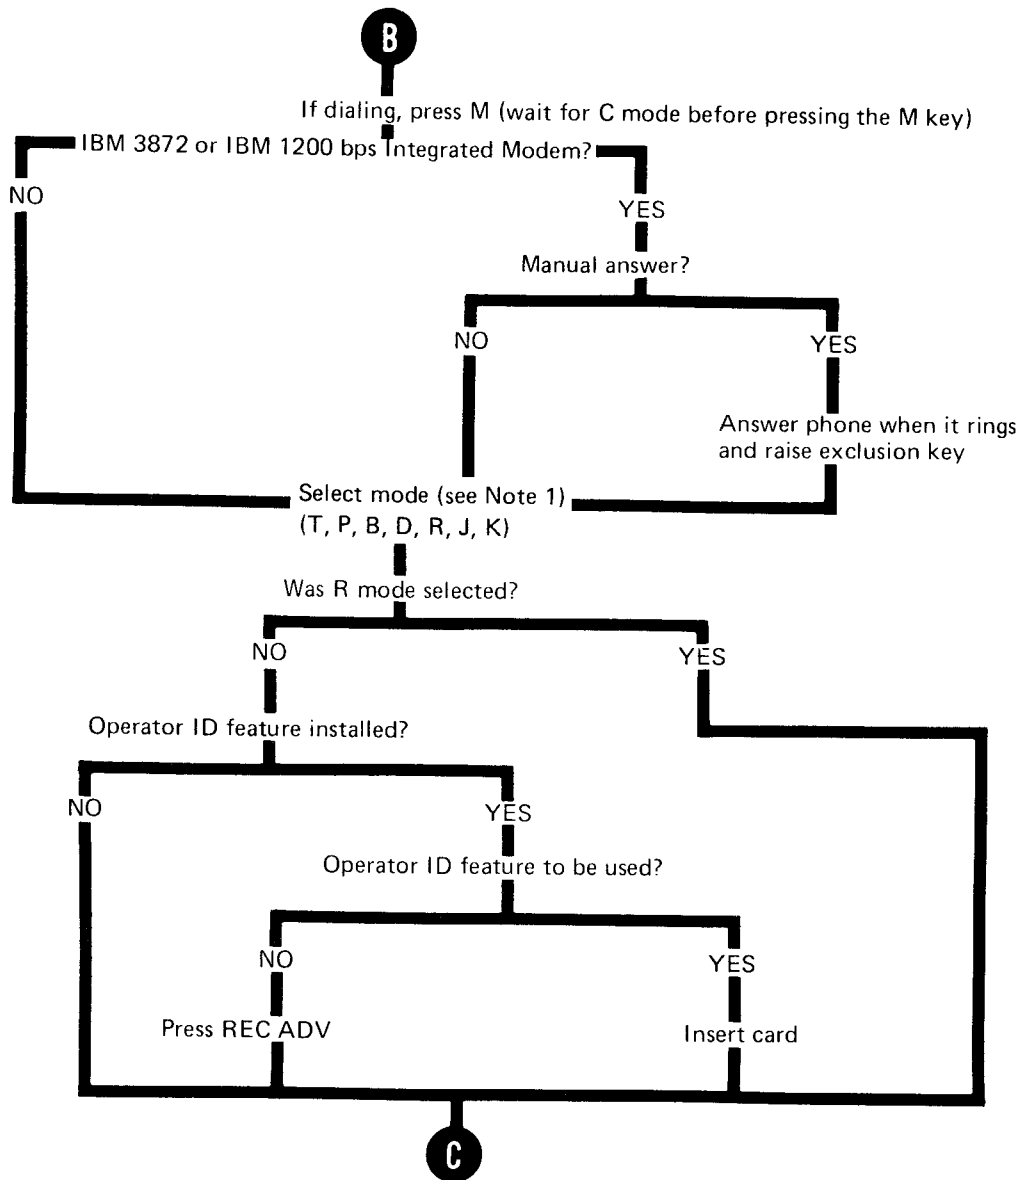 B
If dialing, press M (wait for C mode before pressing the M key)
IBM 3872 or IBM 1200 bps Integrated Modem?
NO
YES
Manual answer?
NO
YES
Answer phone when it rings
and raise exclusion key
Select mode (see Note 1)
(T, P, B, D, R, J, K)
Was R mode selected?
NO
YES
Operator ID feature installed?
NO
YES
Operator ID feature to be used?
NO
YES
Press REC ADV
Insert card
C